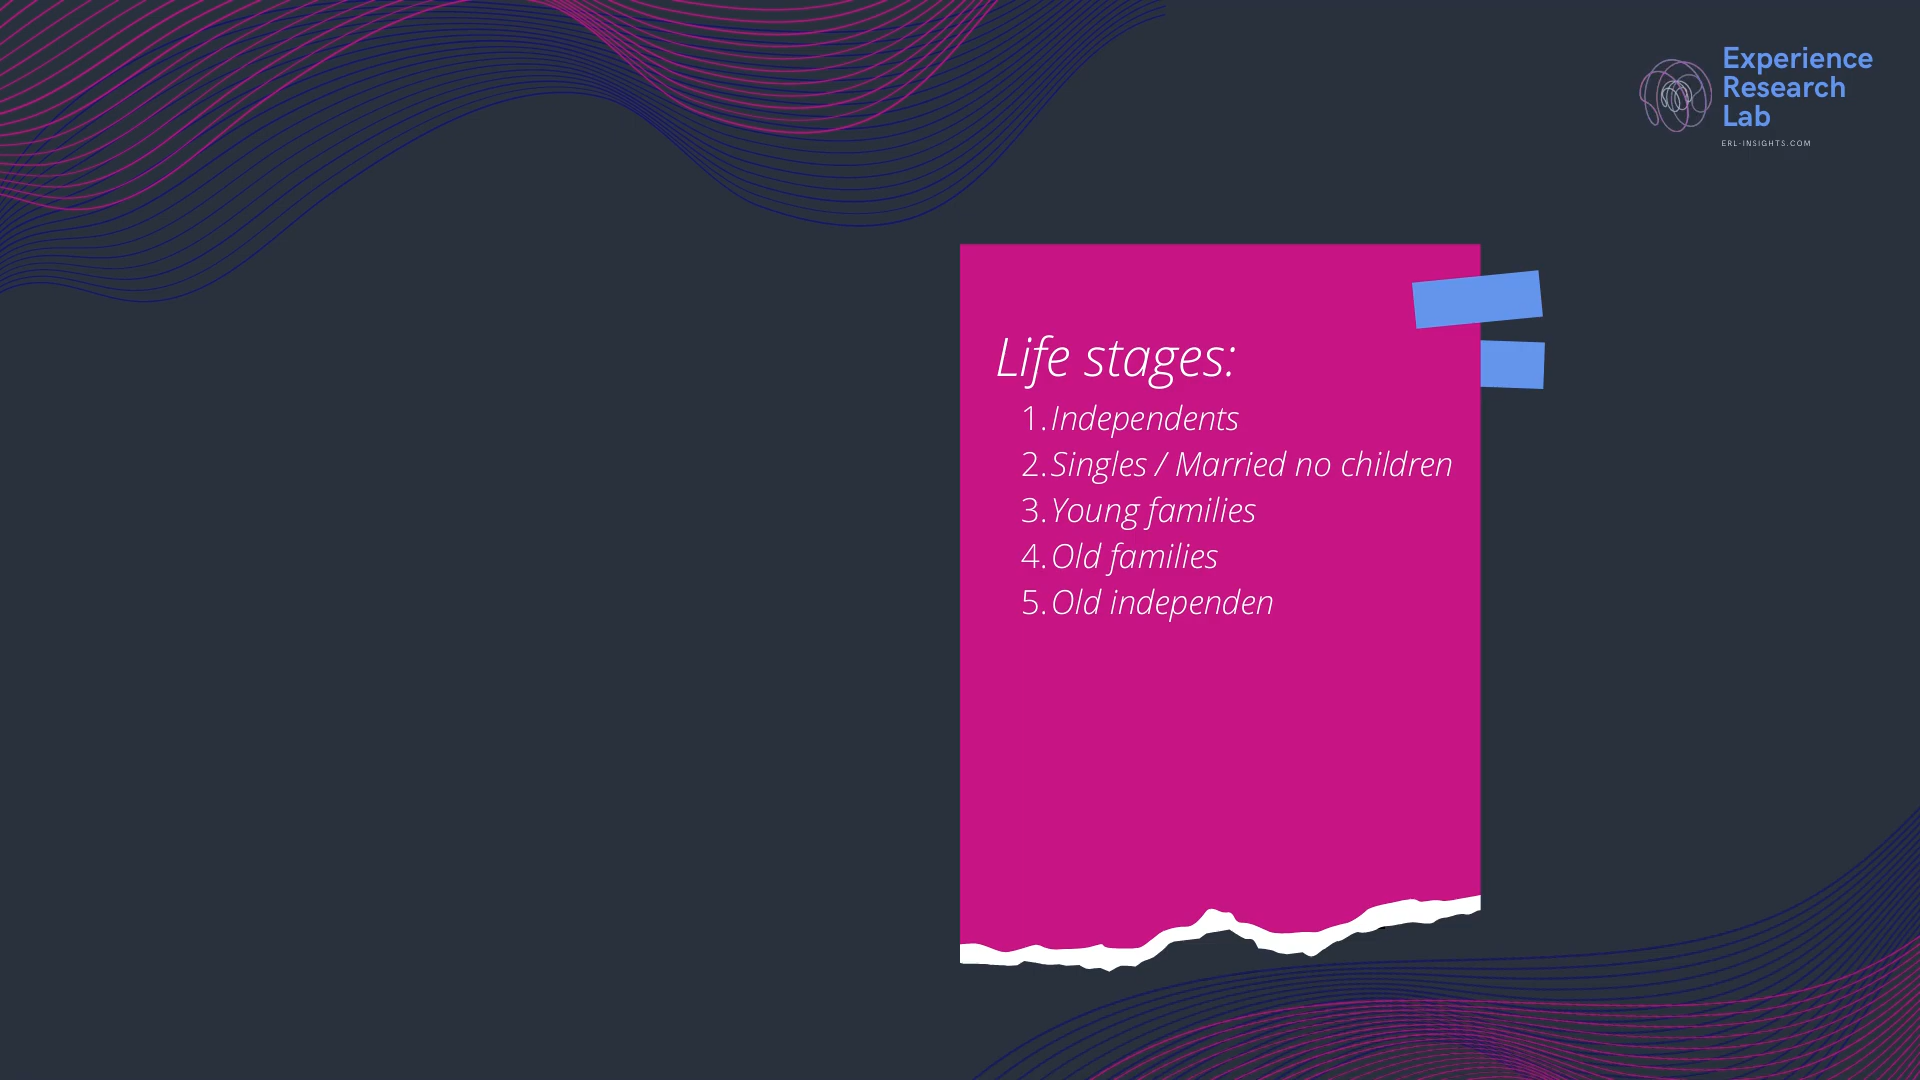 Experience
Research
Lab
ERL-INSIGHTS.COM
Life stages:
1. Independents
2. Singles / Married no children
3. Young families
4. Old families
5. Old independen